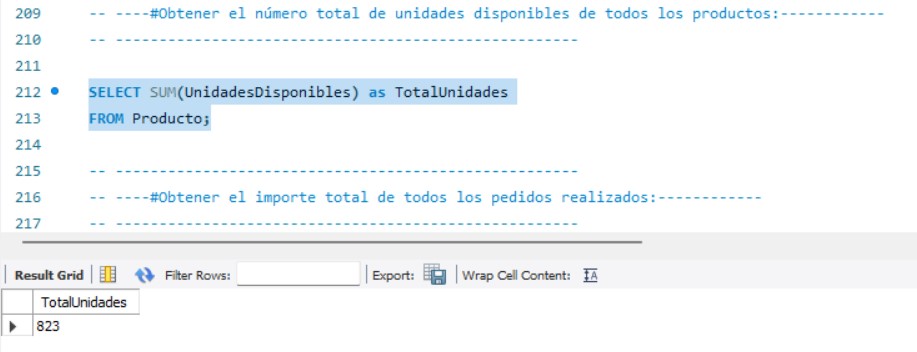 209 -- ----#Obtener el número total de unidades disponibles de todos los productos:------------
210 -- -----------------------------------------------------
211
212 SELECT SUM(UnidadesDisponibles) as TotalUnidades
213 FROM Producto;
214
215 -- -----------------------------------------------------
216 -- ----#Obtener el importe total de todos los pedidos realizados:------------
217 -- -----------------------------------------------------
Result Grid Filter Rows: Export: Wrap Cell Content: IA
TotalUnidades
823